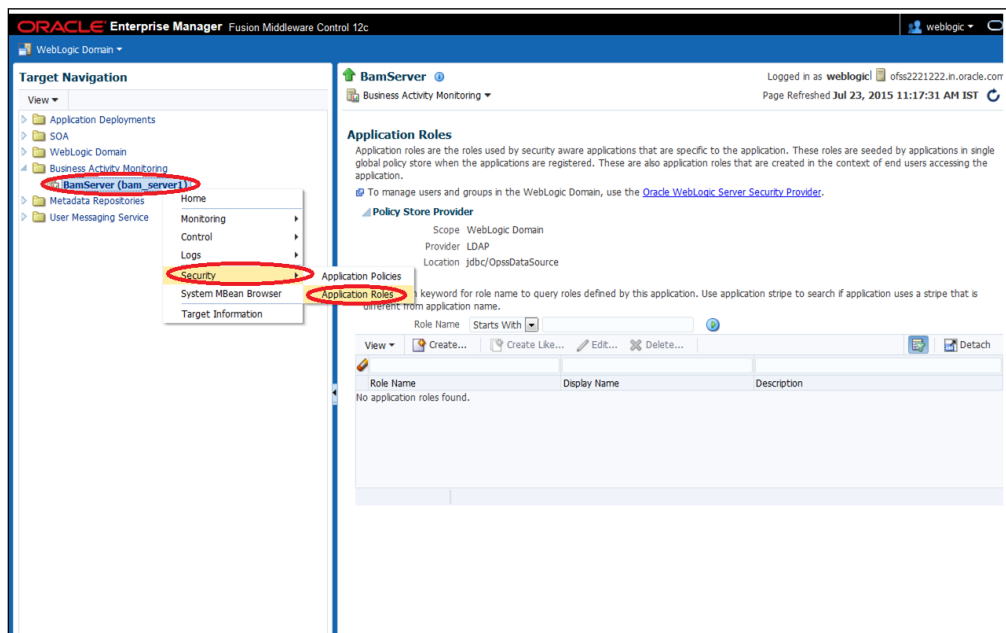 ORACLE Enterprise Manager Fusion Middleware Control 12c
weblogic
WebLogic Domain
Target Navigation
View
Application Deployments
SOA
WebLogic Domain
Business Activity Monitoring
BamServer (bam_server1)
Metadata Repositories
User Messaging Service
Home
Monitoring
Control
Logs
Security
System MBean Browser
Target Information
Application Policies
Application Roles
BamServer
Business Activity Monitoring
Logged in as weblogic
ofss2221222.in.oracle.com
Page Refreshed Jul 23, 2015 11:17:31 AM IST
Application Roles
Application roles are the roles used by security aware applications that are specific to the application. These roles are seeded by applications in single
global policy store when the applications are registered. These are also application roles that are created in the context of end users accessing the
application.
To manage users and groups in the WebLogic Domain, use the Oracle WebLogic Server Security Provider.
Policy Store Provider
Scope WebLogic Domain
Provider LDAP
Location jdbc/OpssDataSource
keyword for role name to query roles defined by this application. Use application stripe to search if application uses a stripe that is
different from application name.
Role Name Starts With
View Create... Create Like... Edit... Delete... Detach
Role Name Display Name Description
No application roles found.